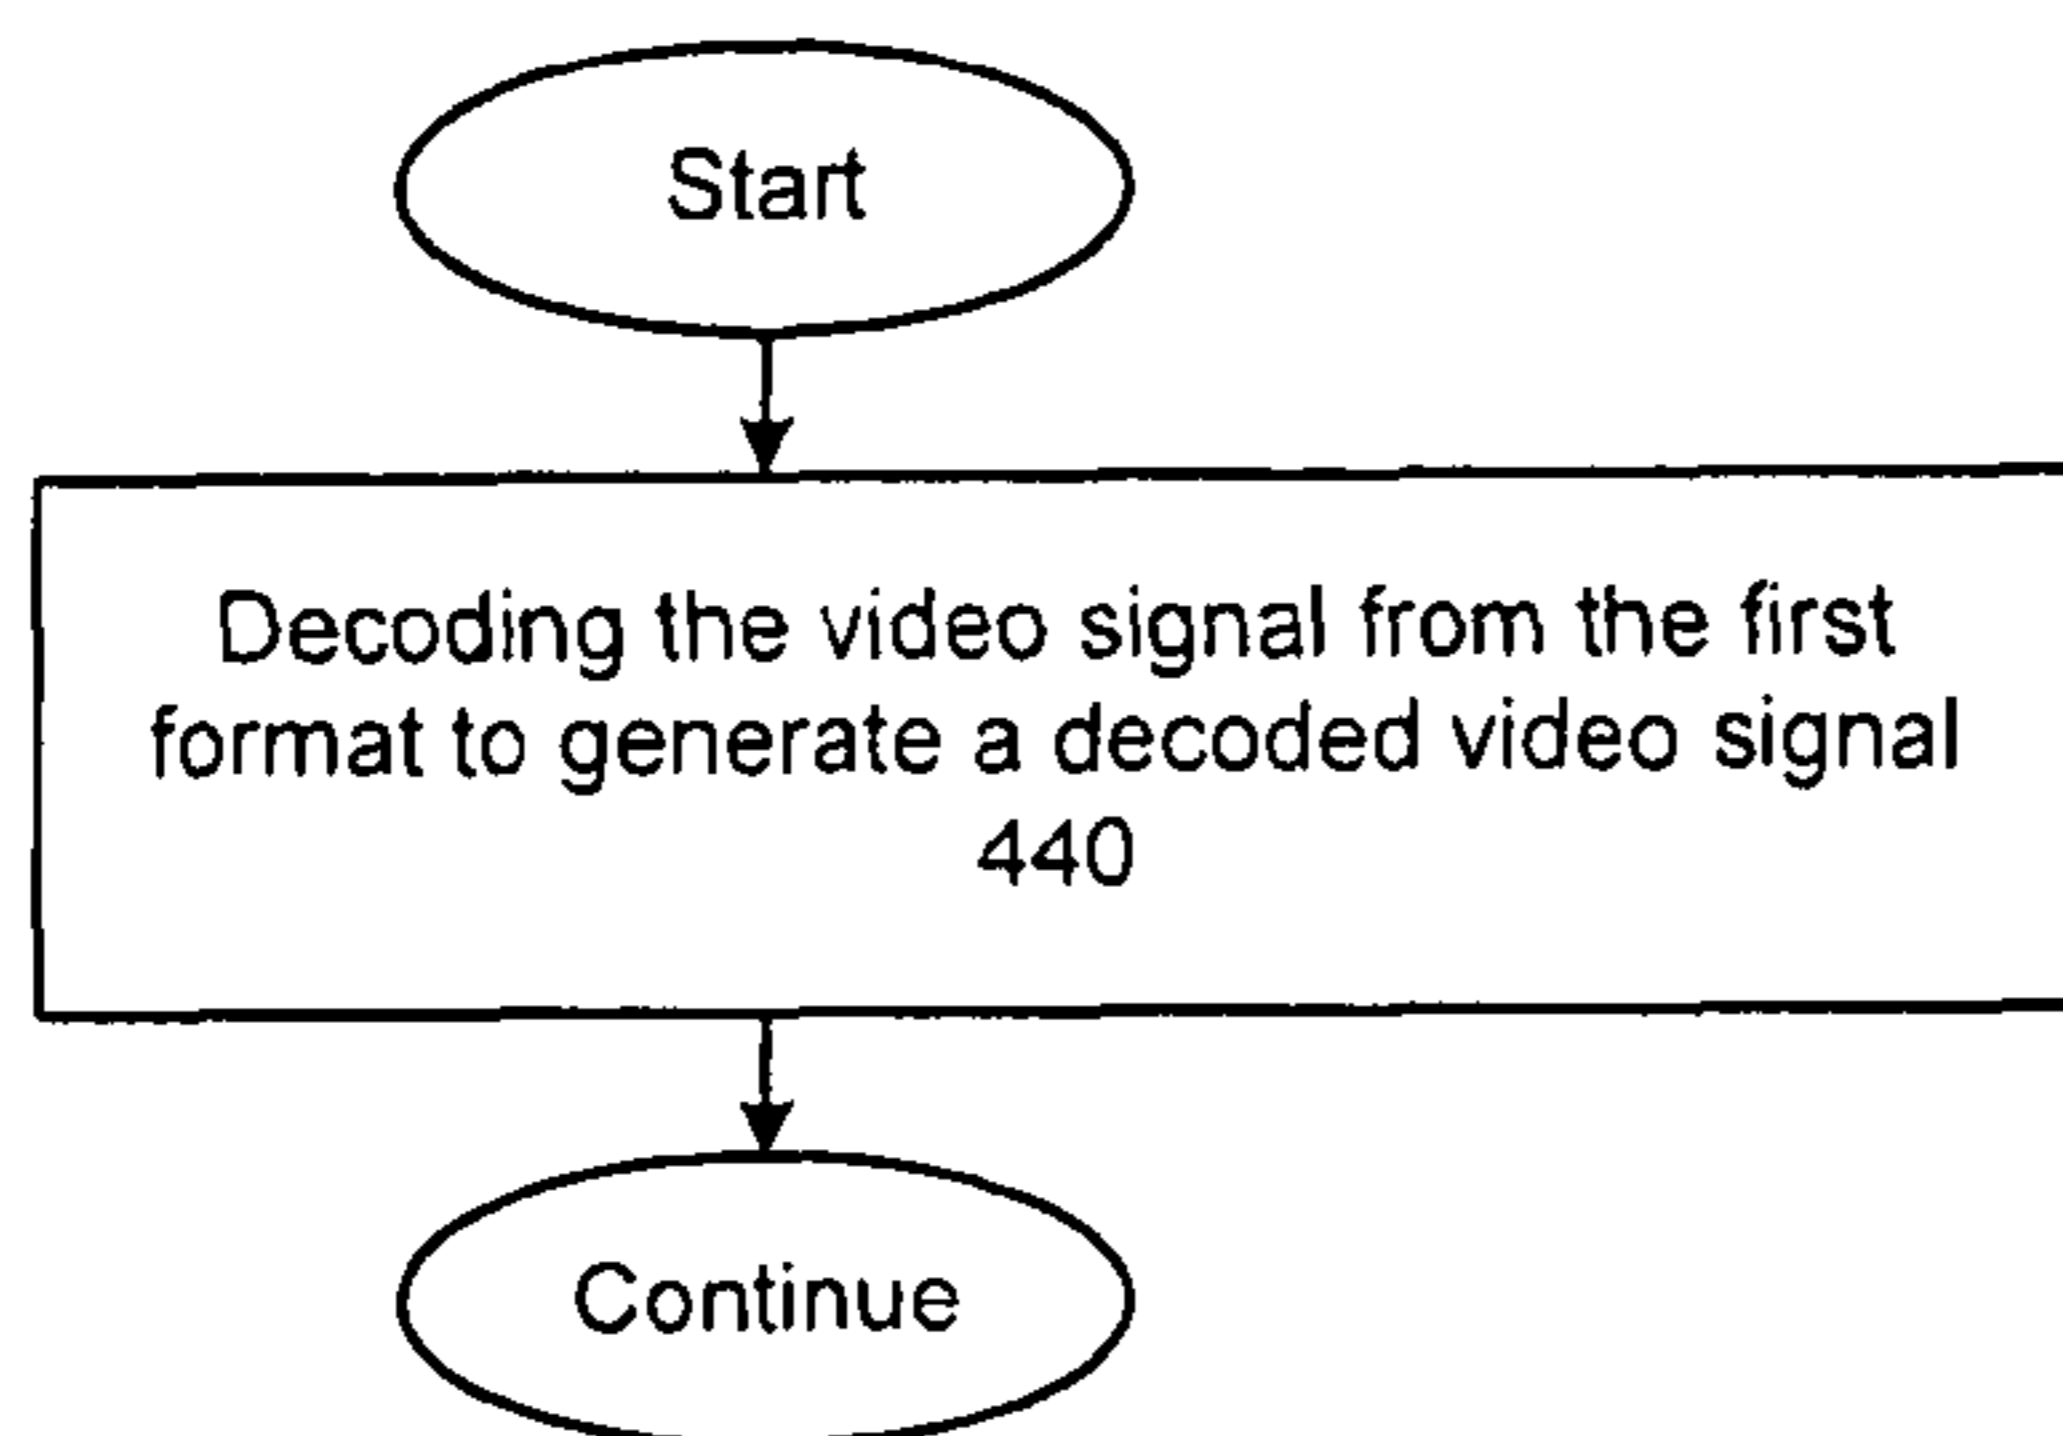 Start
Decoding the video signal from the first
format to generate a decoded video signal
440
Continue